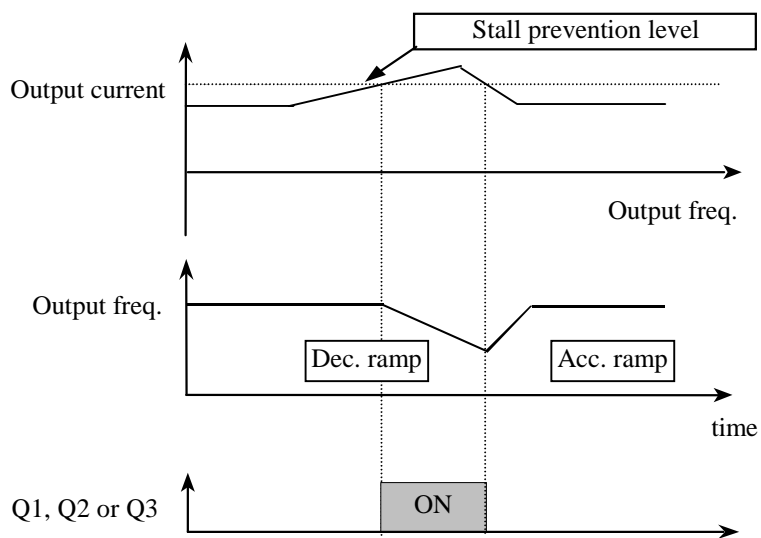 Stall prevention level
Output current
Output freq.
Output freq.
Dec. ramp
Acc. ramp
time
Q1, Q2 or Q3
ON